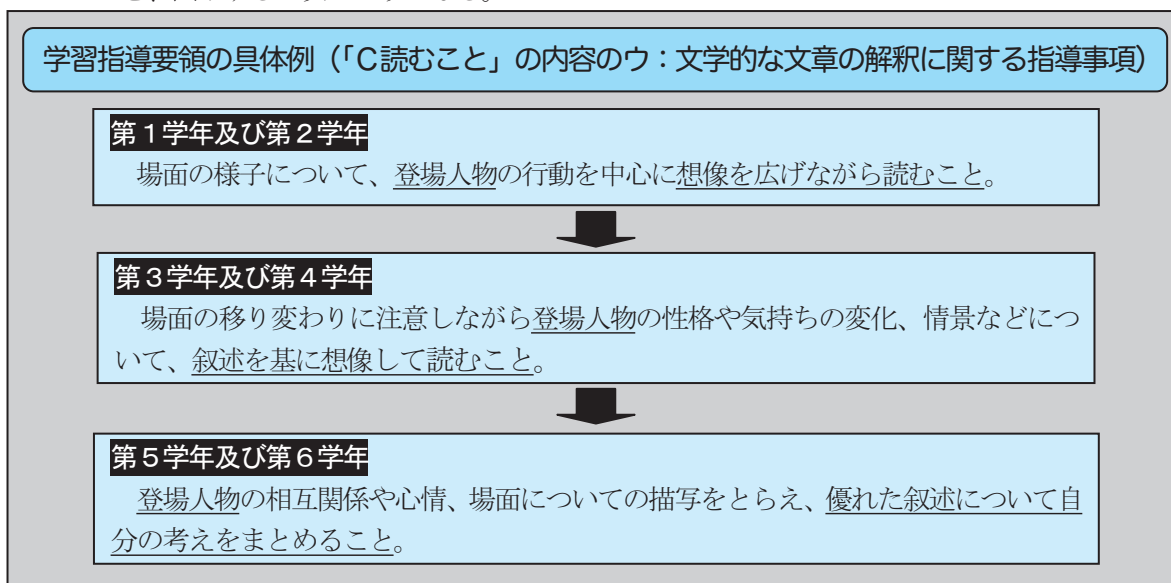 学習指導要領の具体例（「Ｃ読むこと」の内容のウ：文学的な文章の解釈に関する指導事項）
第１学年及び第２学年
場面の様子について、登場人物の行動を中心に想像を広げながら読むこと。
第３学年及び第４学年
場面の移り変わりに注意しながら登場人物の性格や気持ちの変化、情景などにつ
いて、叙述を基に想像して読むこと。
第５学年及び第６学年
登場人物の相互関係や心情、場面についての描写をとらえ、優れた叙述について自
分の考えをまとめること。